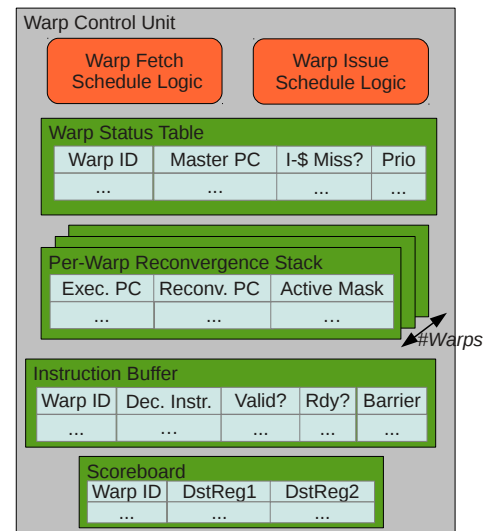 Warp Control Unit
Warp Fetch
Schedule Logic
Warp Issue
Schedule Logic
Warp Status Table
Warp ID Master PC I-$ Miss? Prio
... ... ... ...
Per-Warp Reconvergence Stack
Exec. PC Reconv. PC Active Mask
... ... ...
#Warps
Instruction Buffer
Warp ID Dec. Instr. Valid? Rdy? Barrier
... ... ... ... ...
Scoreboard
Warp ID DstReg1 DstReg2
... ... ...